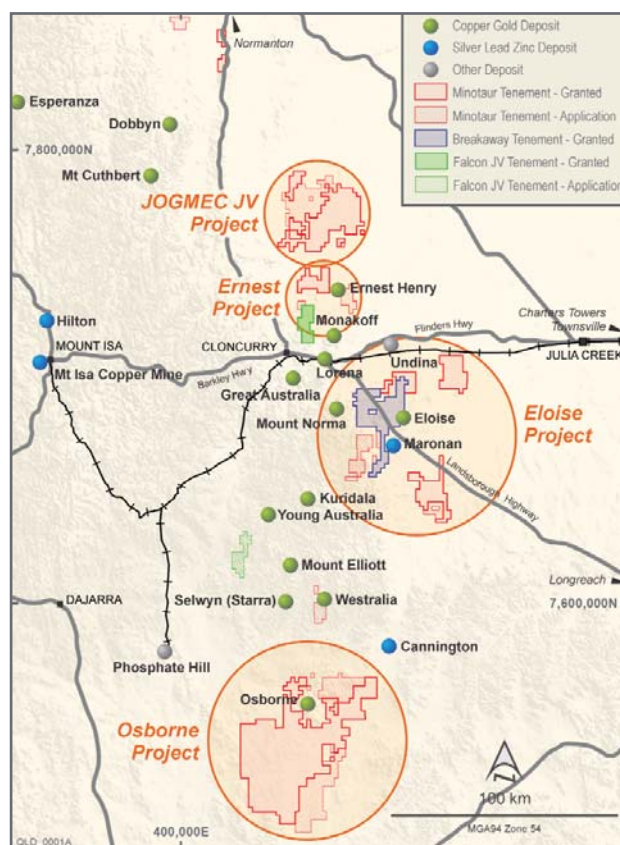 Normanton
Copper Gold Deposit
Silver Lead Zinc Deposit
Other Deposit
Minotaur Tenement - Granted
Minotaur Tenement - Application
Breakaway Tenement - Granted
Falcon JV Tenement - Granted
Falcon JV Tenement - Application
Esperanza
Dobbyn
7,800,000N
Mt Cuthbert
JOGMEC JV
Project
Ernest
Project
Ernest Henry
Monakoff
Hilton
MOUNT ISA
Mt Isa Copper Mine
CLONCURRY
Barkley Hwy
Flinders Hwy
Charters Towers
Townsville
JULIA CREEK
Undina
Lorena
Great Australia
Mount Norma
Eloise
Maronan
Eloise
Project
Landsborough Highway
Kuridala
Young Australia
Mount Elliott
Longreach
DAJARRA
Selwyn (Starra)
Westralia
7,600,000N
Phosphate Hill
Cannington
Osborne
Osborne
Project
100 km
MGA94 Zone 54
QLD_0001A
400,000E